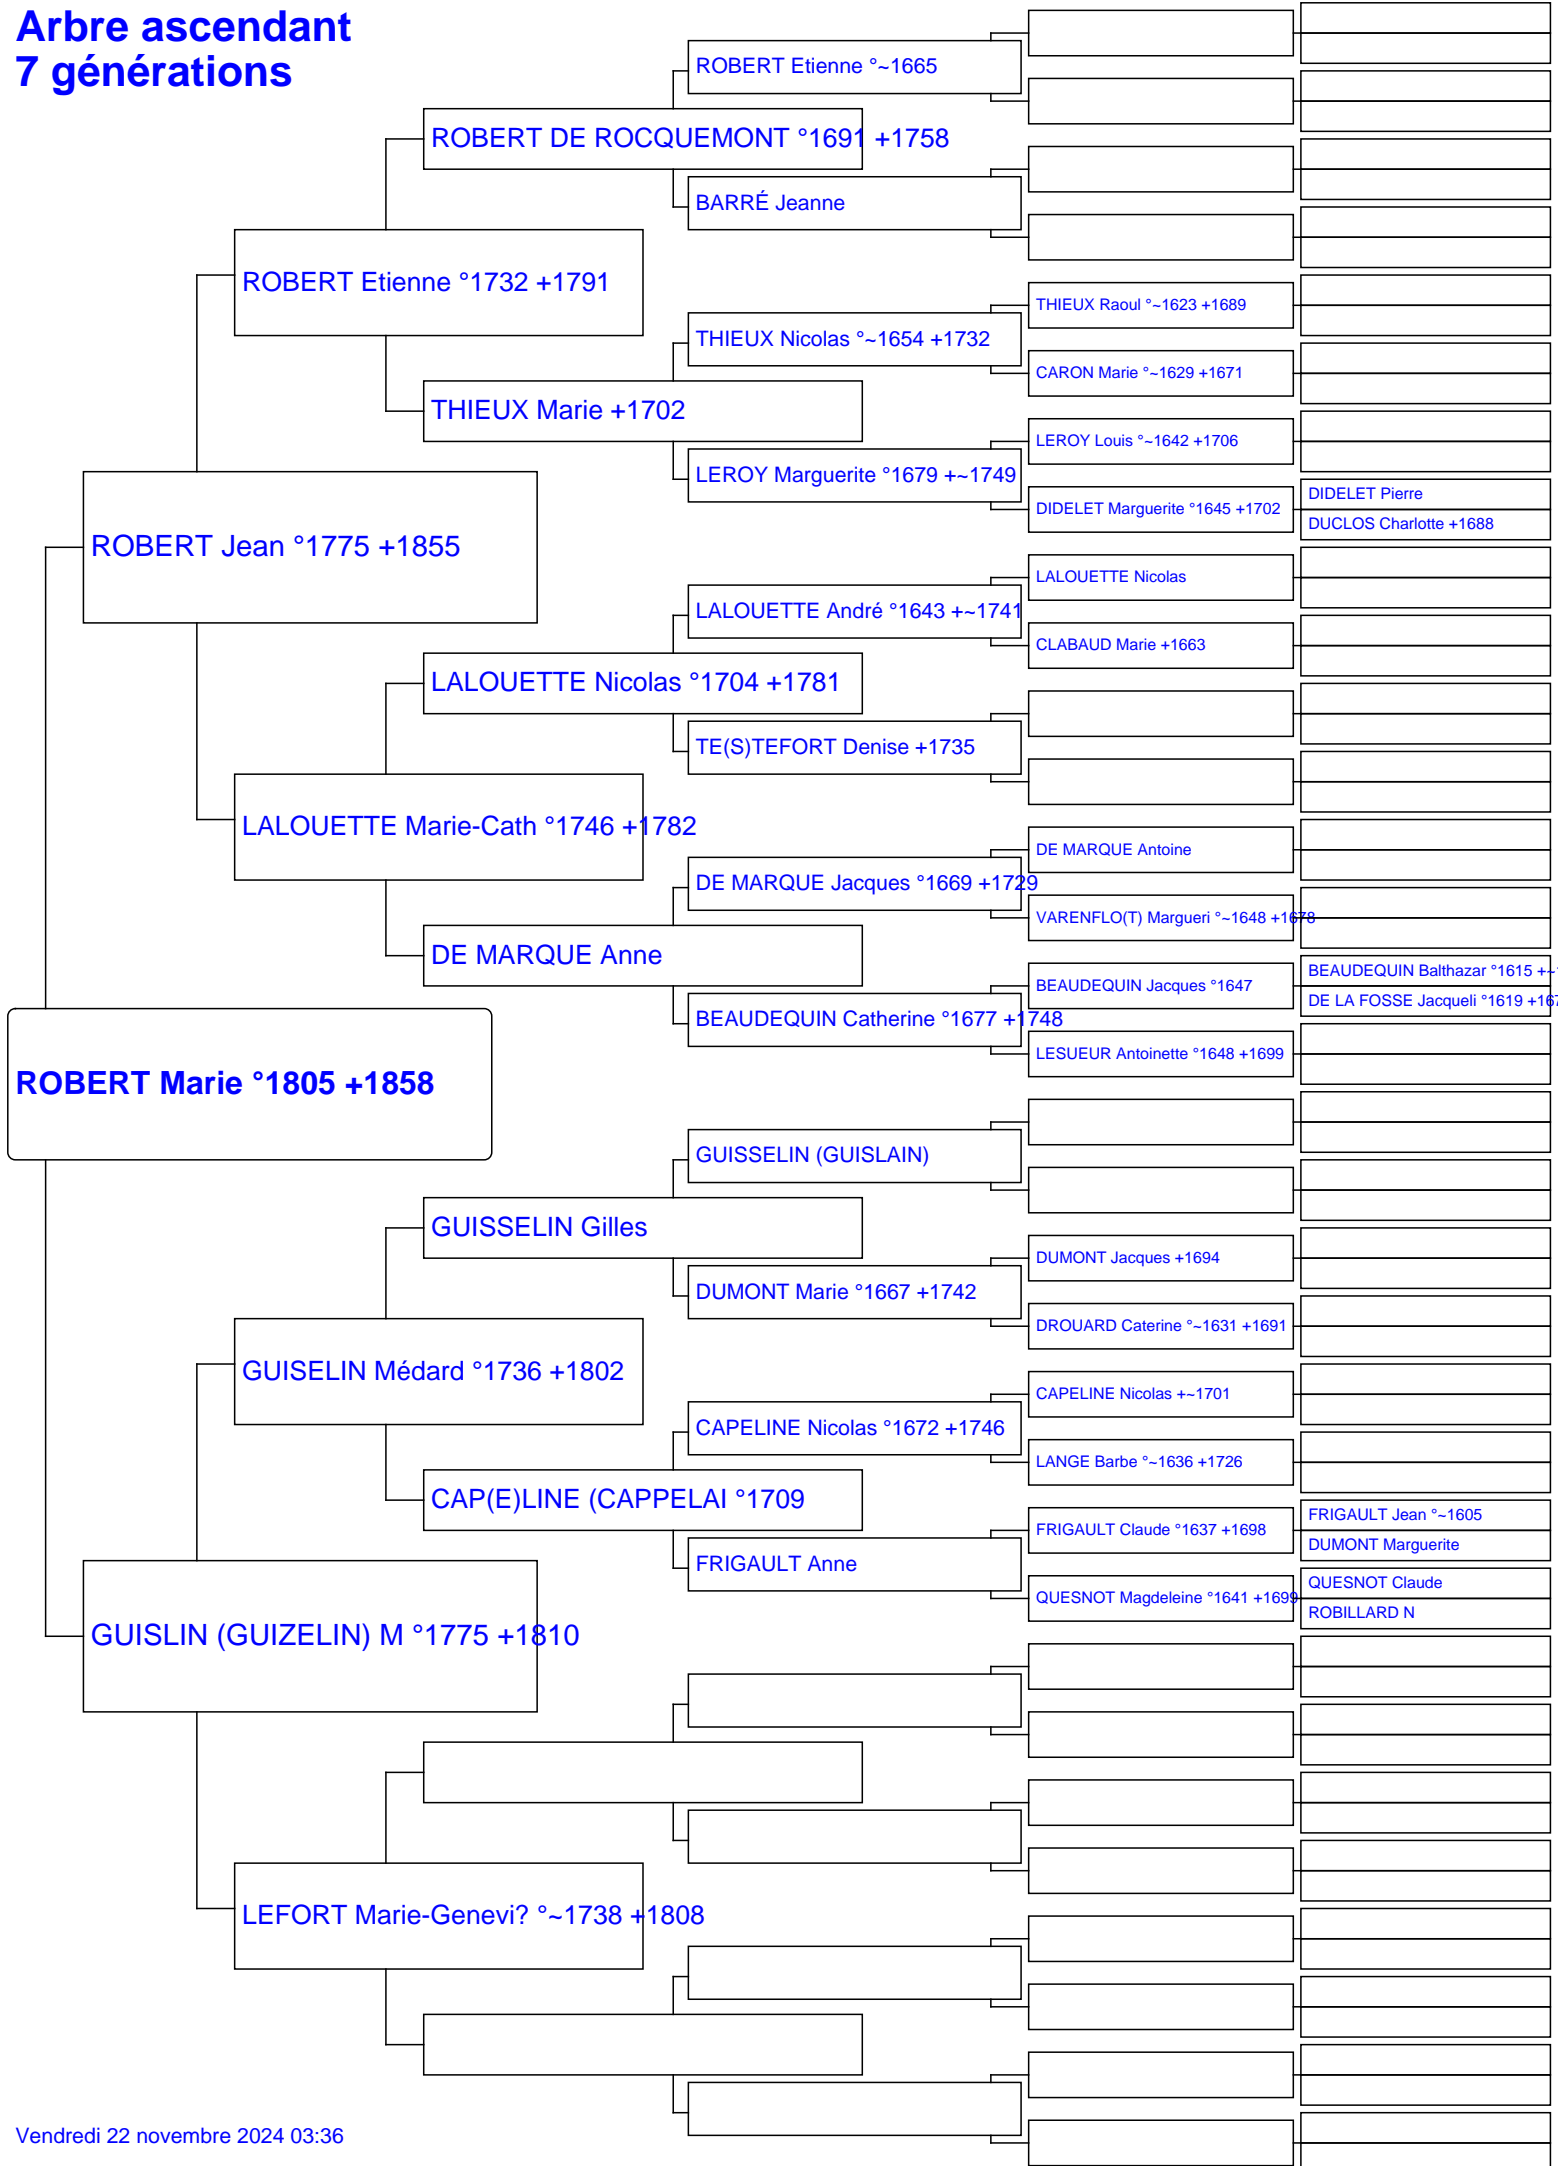 Arbre ascendant
7 générations
ROBERT Etienne °~1665
ROBERT DE ROCQUEMONT °1691 +1758
BARRÉ Jeanne
ROBERT Etienne °1732 +1791
THIEUX Raoul °~1623 +1689
THIEUX Nicolas °~1654 +1732
CARON Marie °~1629 +1671
THIEUX Marie +1702
LEROY Louis °~1642 +1706
LEROY Marguerite °1679 +~1749
DIDELET Pierre
DIDELET Marguerite °1645 +1702
DUCLOS Charlotte +1688
ROBERT Jean °1775 +1855
LALOUETTE Nicolas
LALOUETTE André °1643 +~1741
CLABAUD Marie +1663
LALOUETTE Nicolas °1704 +1781
TE(S)TEFORT Denise +1735
LALOUETTE Marie-Cath °1746 +1782
DE MARQUE Antoine
DE MARQUE Jacques °1669 +1729
VARENFLO(T) Margueri °~1648 +1678
DE MARQUE Anne
BEAUDEQUIN Balthazar °1615 +~
BEAUDEQUIN Jacques °1647
DE LA FOSSE Jacqueli °1619 +16
BEAUDEQUIN Catherine °1677 +1748
LESUEUR Antoinette °1648 +1699
ROBERT Marie °1805 +1858
GUISSELIN (GUISLAIN)
GUISSELIN Gilles
DUMONT Jacques +1694
DUMONT Marie °1667 +1742
DROUARD Caterine °~1631 +1691
GUISELIN Médard °1736 +1802
CAPELINE Nicolas +~1701
CAPELINE Nicolas °1672 +1746
LANGE Barbe °~1636 +1726
CAP(E)LINE (CAPPELAI °1709
FRIGAULT Jean °~1605
FRIGAULT Claude °1637 +1698
DUMONT Marguerite
FRIGAULT Anne
QUESNOT Claude
QUESNOT Magdeleine °1641 +1699
ROBILLARD N
GUISLIN (GUIZELIN) M °1775 +1810
LEFORT Marie-Genevi? °~1738 +1808
Vendredi 22 novembre 2024 03:36